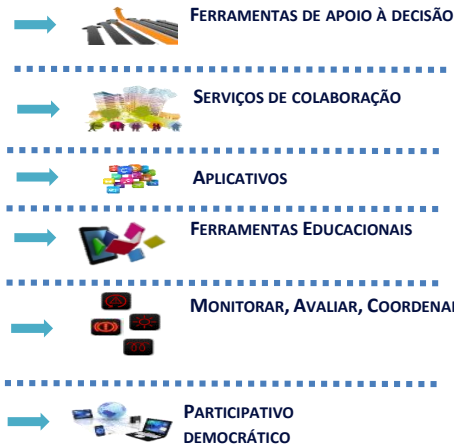 FERRAMENTAS DE APOIO À DECISÃO
SERVIÇOS DE COLABORAÇÃO
APLICATIVOS
FERRAMENTAS EDUCACIONAIS
MONITORAR, AVALIAR, COORDENAR
PARTICIPATIVO
DEMOCRÁTICO